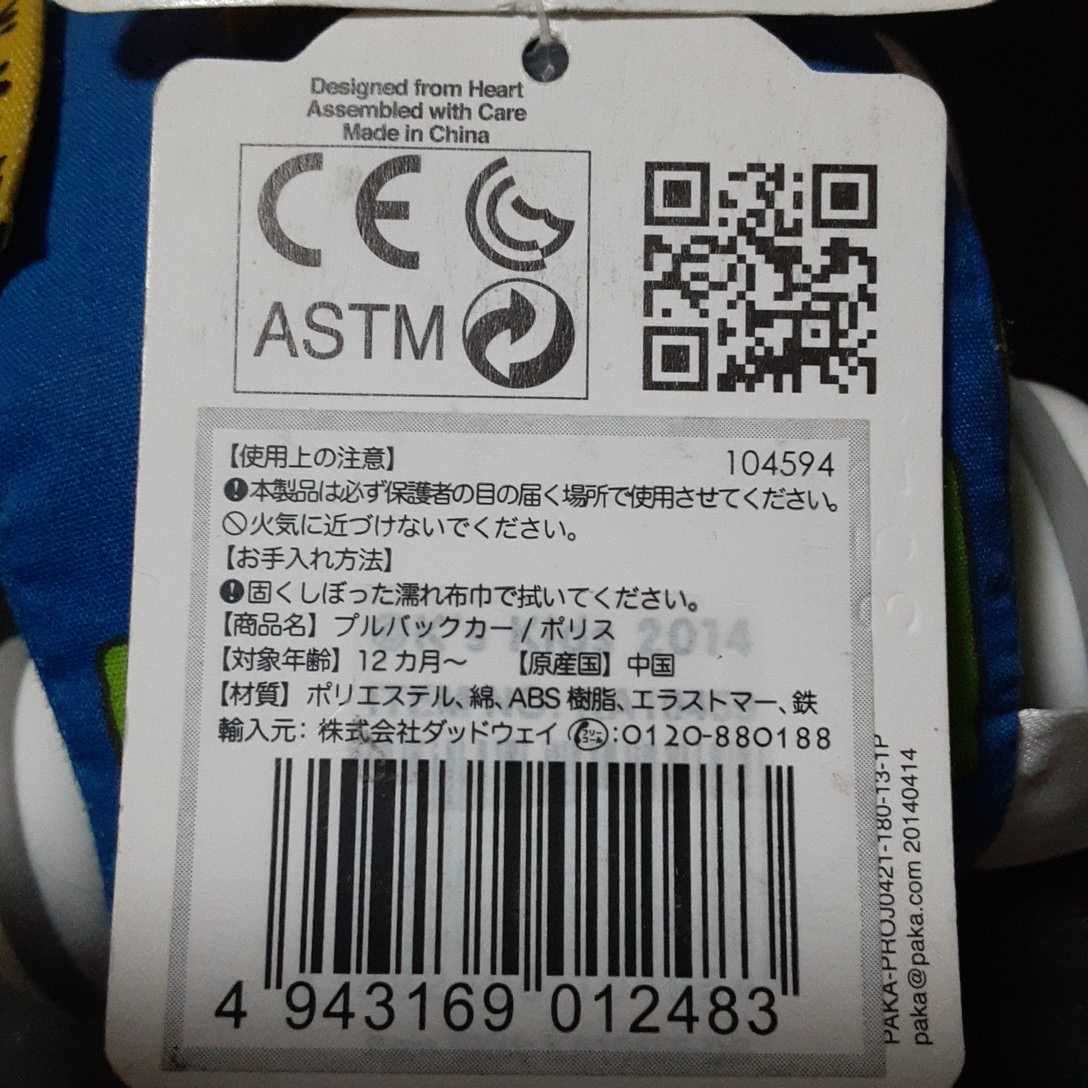 Designed from Heart
Assembled with Care
Made in China
CE
ASTM
【使用上の注意】
104594
本製品は必ず保護者の目の届く場所で使用させてください。
火気に近づけないでください。
【お手入れ方法】
固くしぼった濡れ布巾で拭いてください。
【商品名】プルバックカー/ポリス
【対象年齢】12カ月～ 【原産国】中国
【材質】ポリエステル、綿、ABS樹脂、エラストマー、鉄
輸入元: 株式会社ダッドウェイ フリーコール:0120-880188
4 943169 012483
PAKA-PROJ0421-180-13-1P
paka@paka.com 20140414
2014